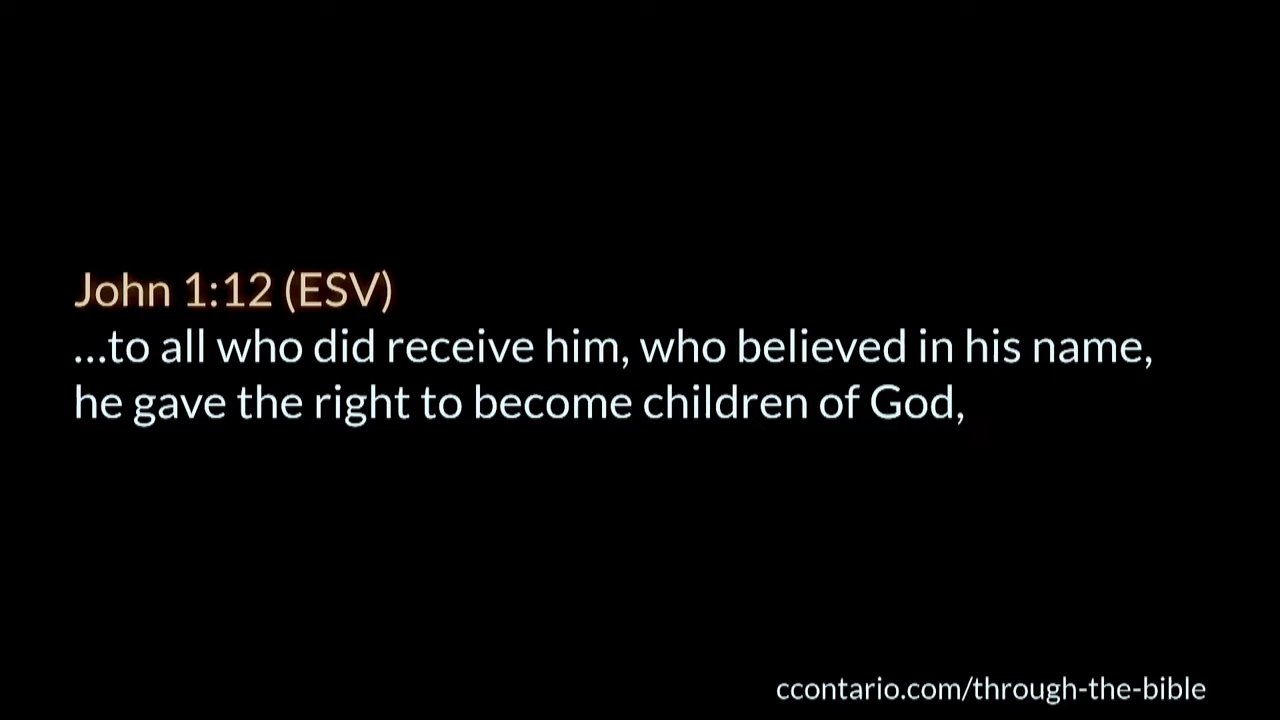 John 1:12 (ESV)
…to all who did receive him, who believed in his name,
he gave the right to become children of God,
ccontario.com/through-the-bible